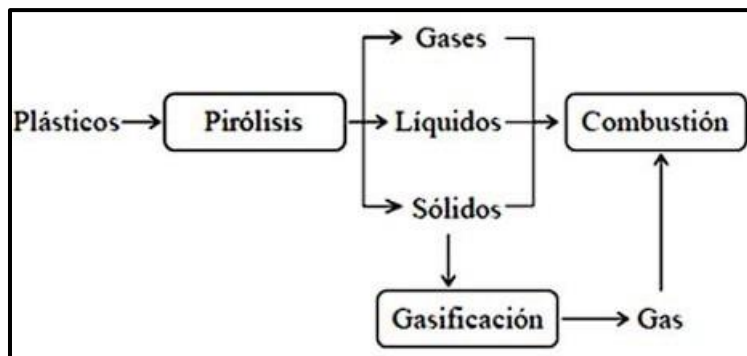 Gases
Plásticos
Pirólisis
Líquidos
Combustión
Sólidos
Gasificación
Gas